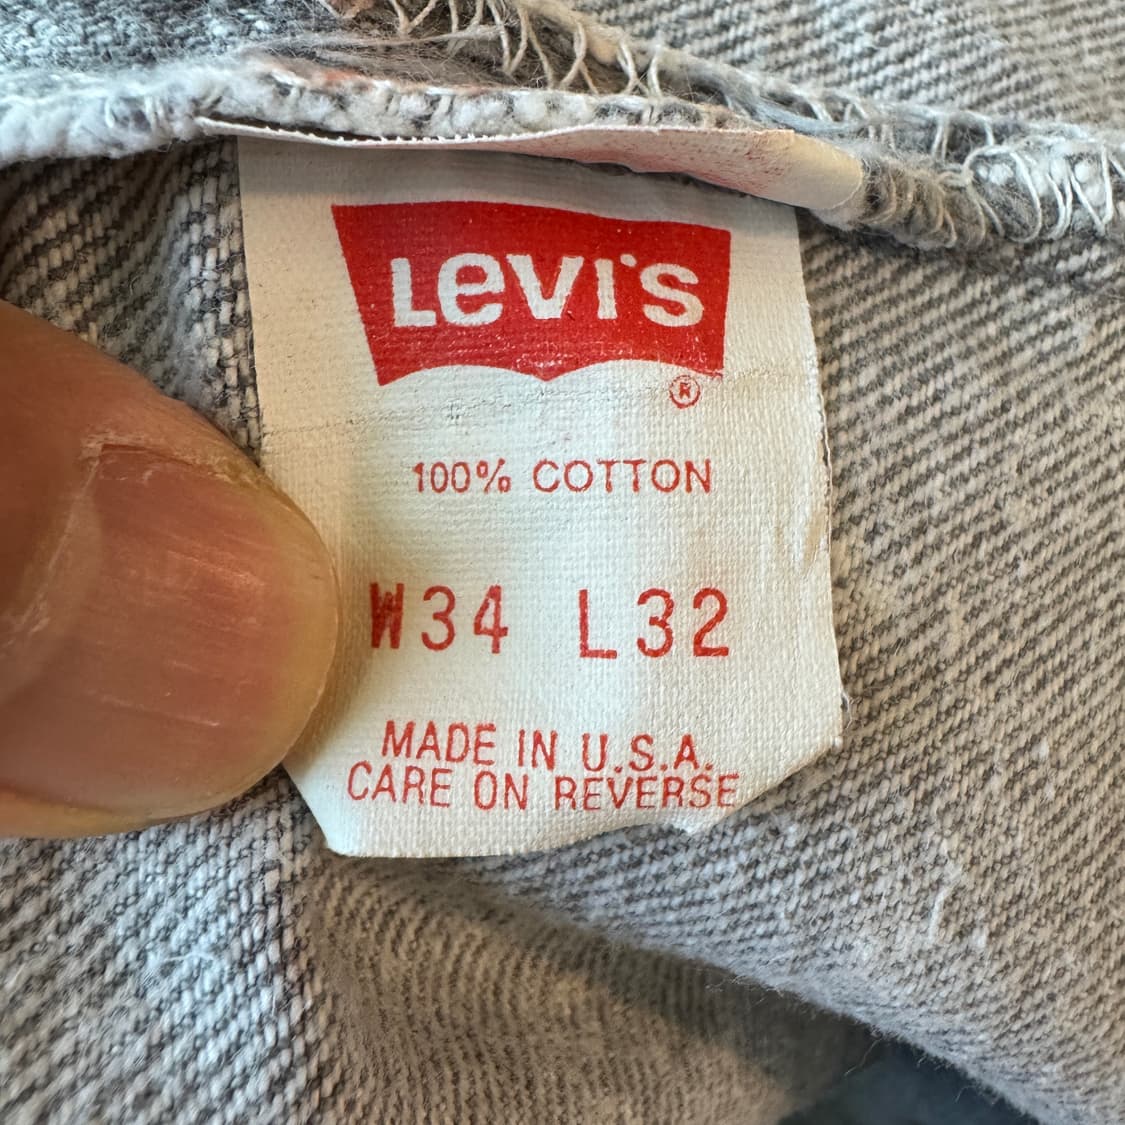 LEVI'S
®
100% COTTON
W34 L32
MADE IN U.S.A.
CARE ON REVERSE